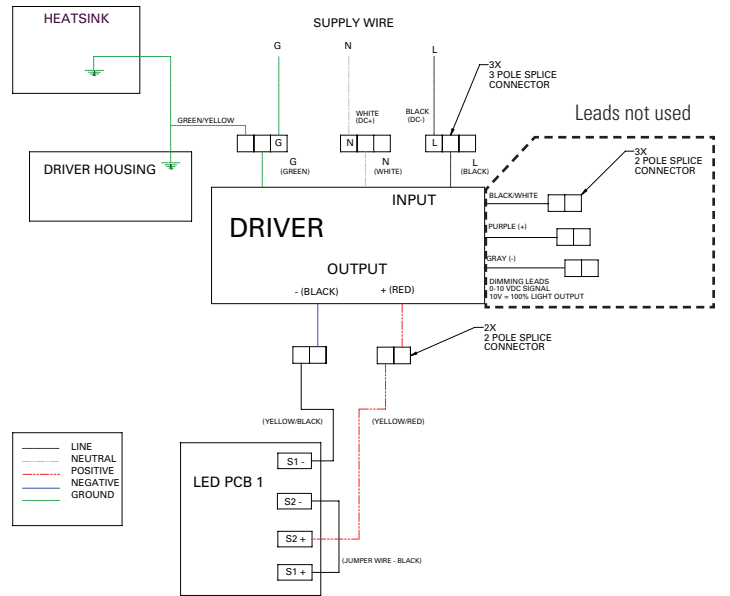 HEATSINK
SUPPLY WIRE
G
N
L
3X
3 POLE SPLICE
CONNECTOR
GREEN/YELLOW
WHITE
(DC+)
BLACK
(DC-)
Leads not used
G
N
L
3X
2 POLE SPLICE
CONNECTOR
DRIVER HOUSING
G
(GREEN)
N
(WHITE)
L
(BLACK)
INPUT
BLACK/WHITE
DRIVER
PURPLE (+)
OUTPUT
GRAY (-)
- (BLACK)
+ (RED)
DIMMING LEADS
0-10 VDC SIGNAL
10V = 100% LIGHT OUTPUT
2X
2 POLE SPLICE
CONNECTOR
(YELLOW/BLACK)
(YELLOW/RED)
LINE
NEUTRAL
POSITIVE
NEGATIVE
GROUND
LED PCB 1
S1 -
S2 -
S2 +
S1 +
(JUMPER WIRE - BLACK)